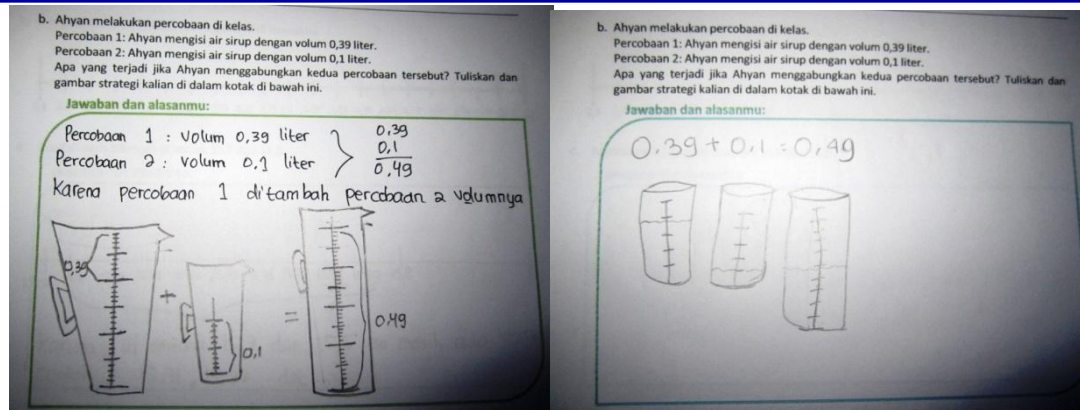 b. Ahyan melakukan percobaan di kelas.
Percobaan 1: Ahyan mengisi air sirup dengan volum 0,39 liter.
Percobaan 2: Ahyan mengisi air sirup dengan volum 0,1 liter.
Apa yang terjadi jika Ahyan menggabungkan kedua percobaan tersebut? Tuliskan dan
gambar strategi kalian di dalam kotak di bawah ini.
Jawaban dan alasanmu:
Percobaan 1 : Volum 0,39 liter
Percobaan 2 : Volum 0,1 liter
0,39
0,1
0,49
Karena percobaan 1 ditambah percobaan 2 volumnya
0,39
+
0,1
=
0,49
b. Ahyan melakukan percobaan di kelas.
Percobaan 1: Ahyan mengisi air sirup dengan volum 0,39 liter.
Percobaan 2: Ahyan mengisi air sirup dengan volum 0,1 liter.
Apa yang terjadi jika Ahyan menggabungkan kedua percobaan tersebut? Tuliskan dan
gambar strategi kalian di dalam kotak di bawah ini.
Jawaban dan alasanmu:
0,39 + 0,1 = 0,49